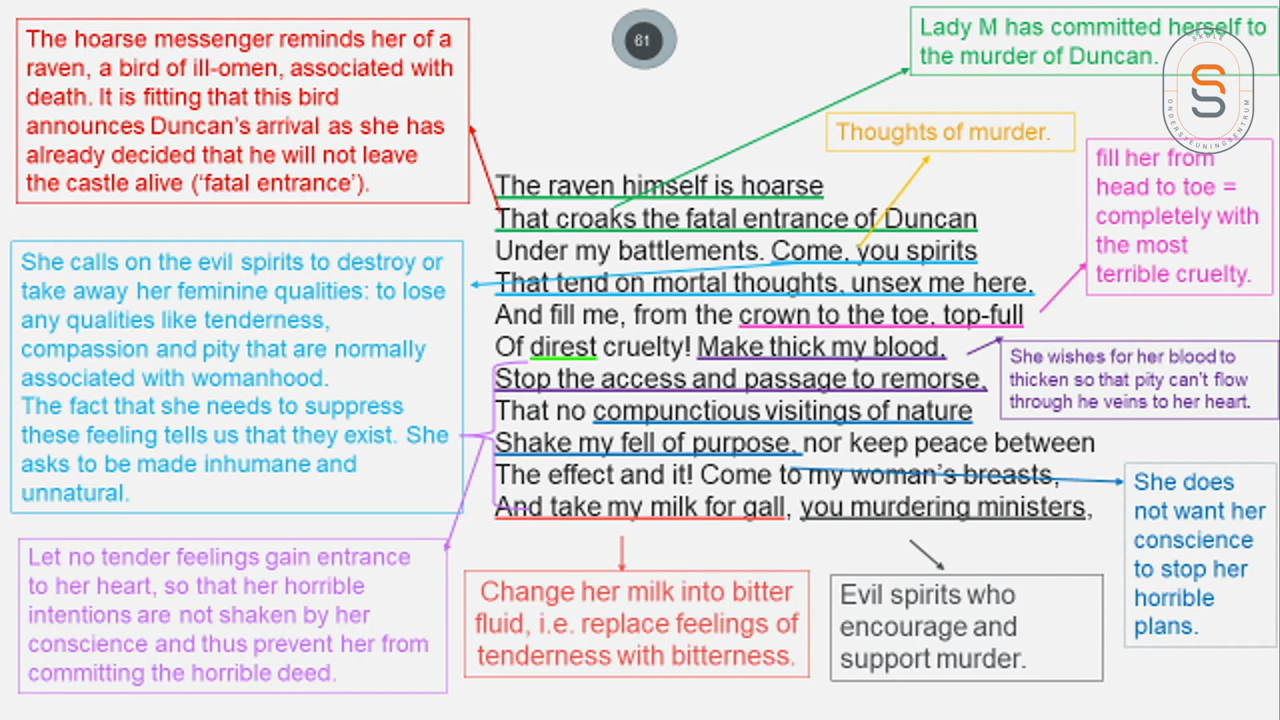 61
The hoarse messenger reminds her of a
raven, a bird of ill-omen, associated with
death. It is fitting that this bird
announces Duncan's arrival as she has
already decided that he will not leave
the castle alive ('fatal entrance').
Lady M has committed herself to
the murder of Duncan.
SKOLE
ONDERSTEUNINGSENTRUM
Thoughts of murder.
fill her from
head to toe =
completely with
the most
terrible cruelty.
The raven himself is hoarse
That croaks the fatal entrance of Duncan
Under my battlements. Come, you spirits
That tend on mortal thoughts, unsex me here,
And fill me, from the crown to the toe, top-full
Of direst cruelty! Make thick my blood,
Stop the access and passage to remorse,
That no compunctious visitings of nature
Shake my fell of purpose, nor keep peace between
The effect and it! Come to my woman's breasts,
And take my milk for gall, you murdering ministers,
She calls on the evil spirits to destroy or
take away her feminine qualities: to lose
any qualities like tenderness,
compassion and pity that are normally
associated with womanhood.
The fact that she needs to suppress
these feeling tells us that they exist. She
asks to be made inhumane and
unnatural.
She wishes for her blood to
thicken so that pity can't flow
through he veins to her heart.
She does
not want her
conscience
to stop her
horrible
plans.
Let no tender feelings gain entrance
to her heart, so that her horrible
intentions are not shaken by her
conscience and thus prevent her from
committing the horrible deed.
Change her milk into bitter
fluid, i.e. replace feelings of
tenderness with bitterness.
Evil spirits who
encourage and
support murder.